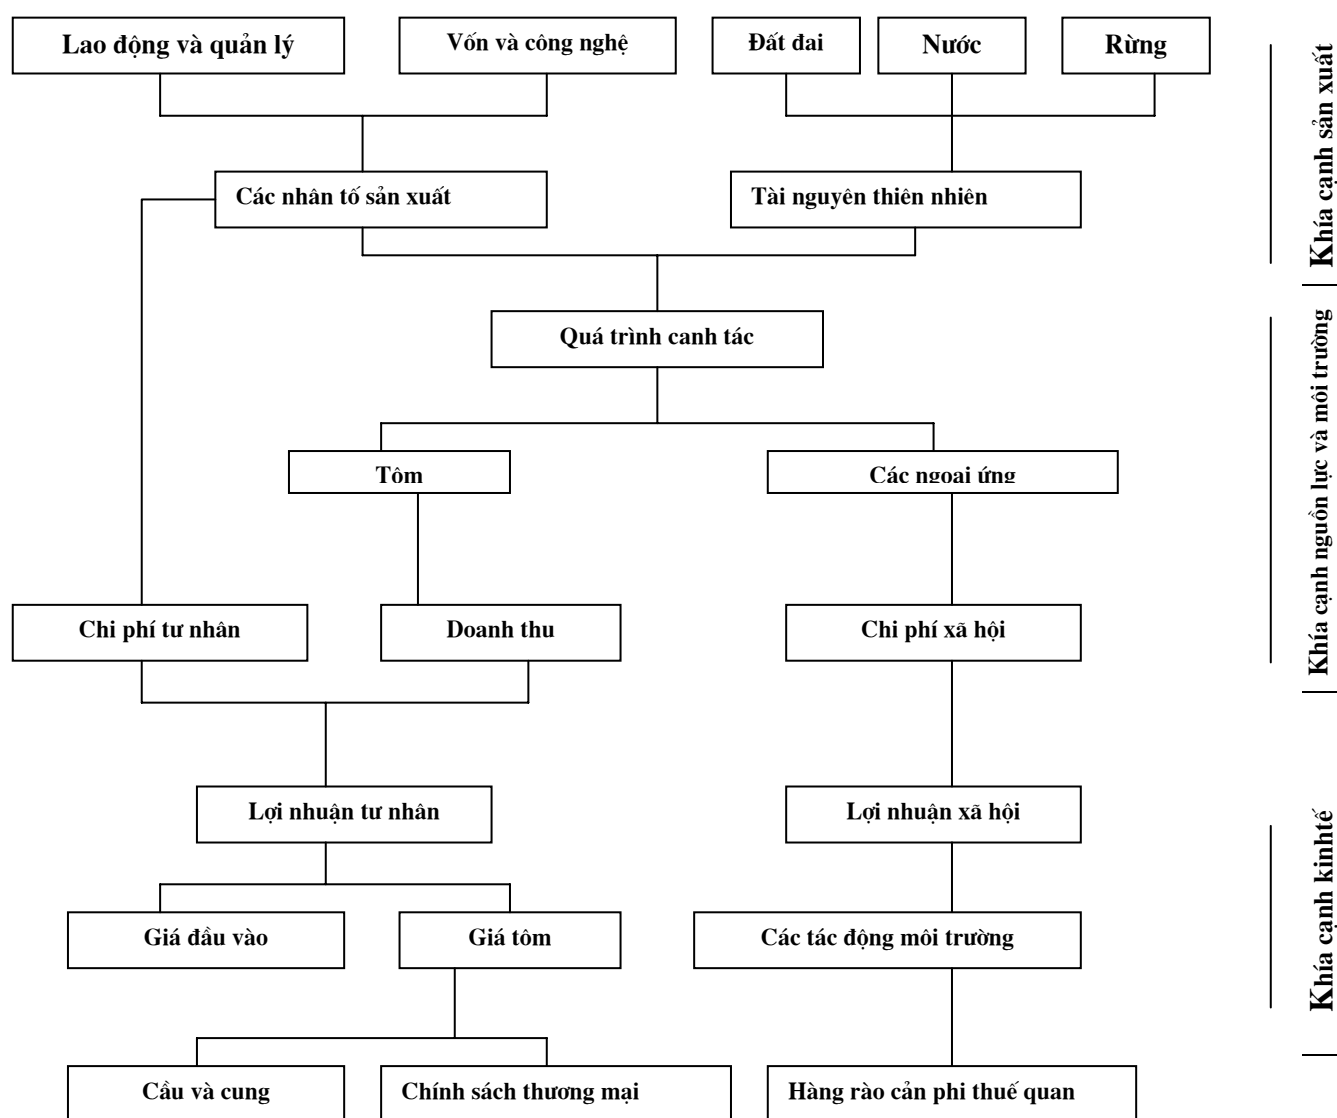 Lao động và quản lý
Vốn và công nghệ
Đất đai
Nước
Rừng
Khía cạnh sản xuất
Các nhân tố sản xuất
Tài nguyên thiên nhiên
Quá trình canh tác
Khía cạnh nguồn lực và môi trường
Tôm
Các ngoại ứng
Chi phí tư nhân
Doanh thu
Chi phí xã hội
Lợi nhuận tư nhân
Lợi nhuận xã hội
Khía cạnh kinhtế
Giá đầu vào
Giá tôm
Các tác động môi trường
Cầu và cung
Chính sách thương mại
Hàng rào cản phi thuế quan